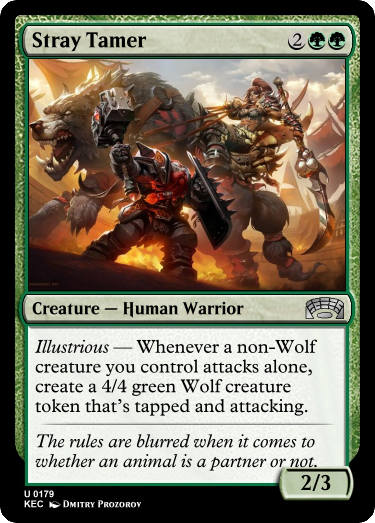 Stray Tamer 2
Creature — Human Warrior
Illustrious — Whenever a non-Wolf
creature you control attacks alone,
create a 4/4 green Wolf creature
token that's tapped and attacking.
The rules are blurred when it comes to
whether an animal is a partner or not.
2/3
U 0179
KEC Dmitry Prozorov